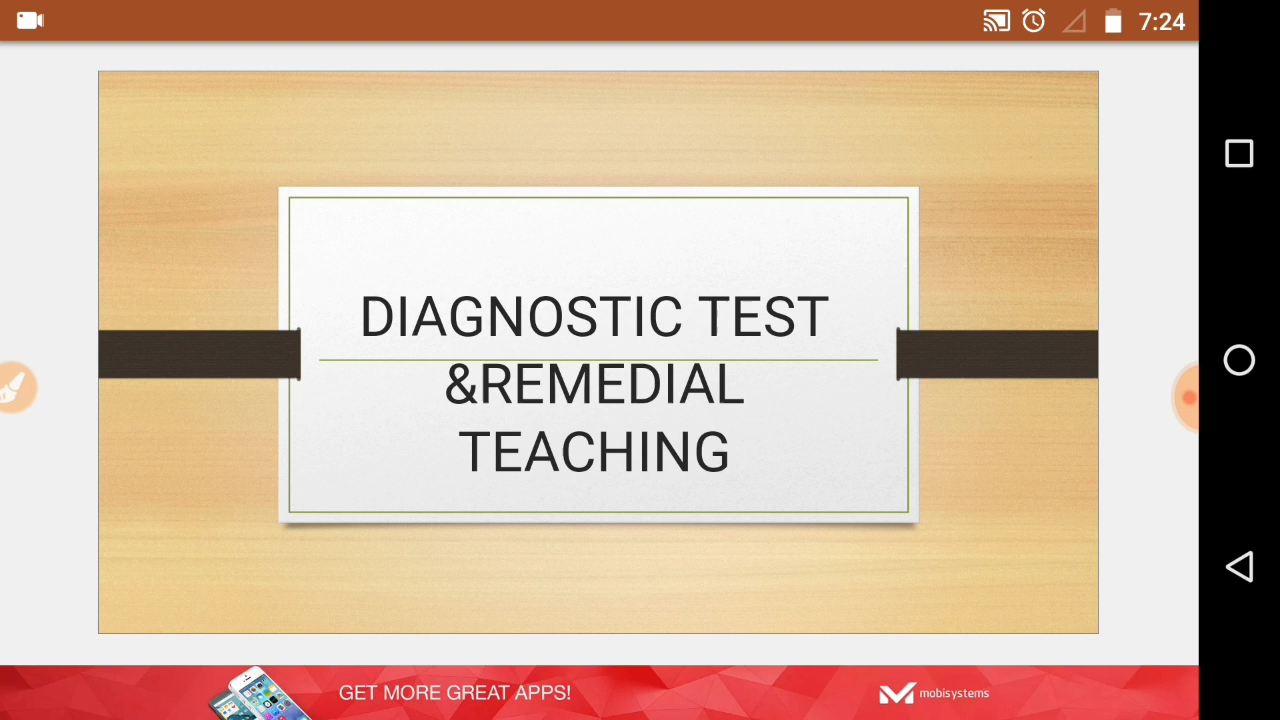 7:24
DIAGNOSTIC TEST
&REMEDIAL
TEACHING
GET MORE GREAT APPS!
mobisystems